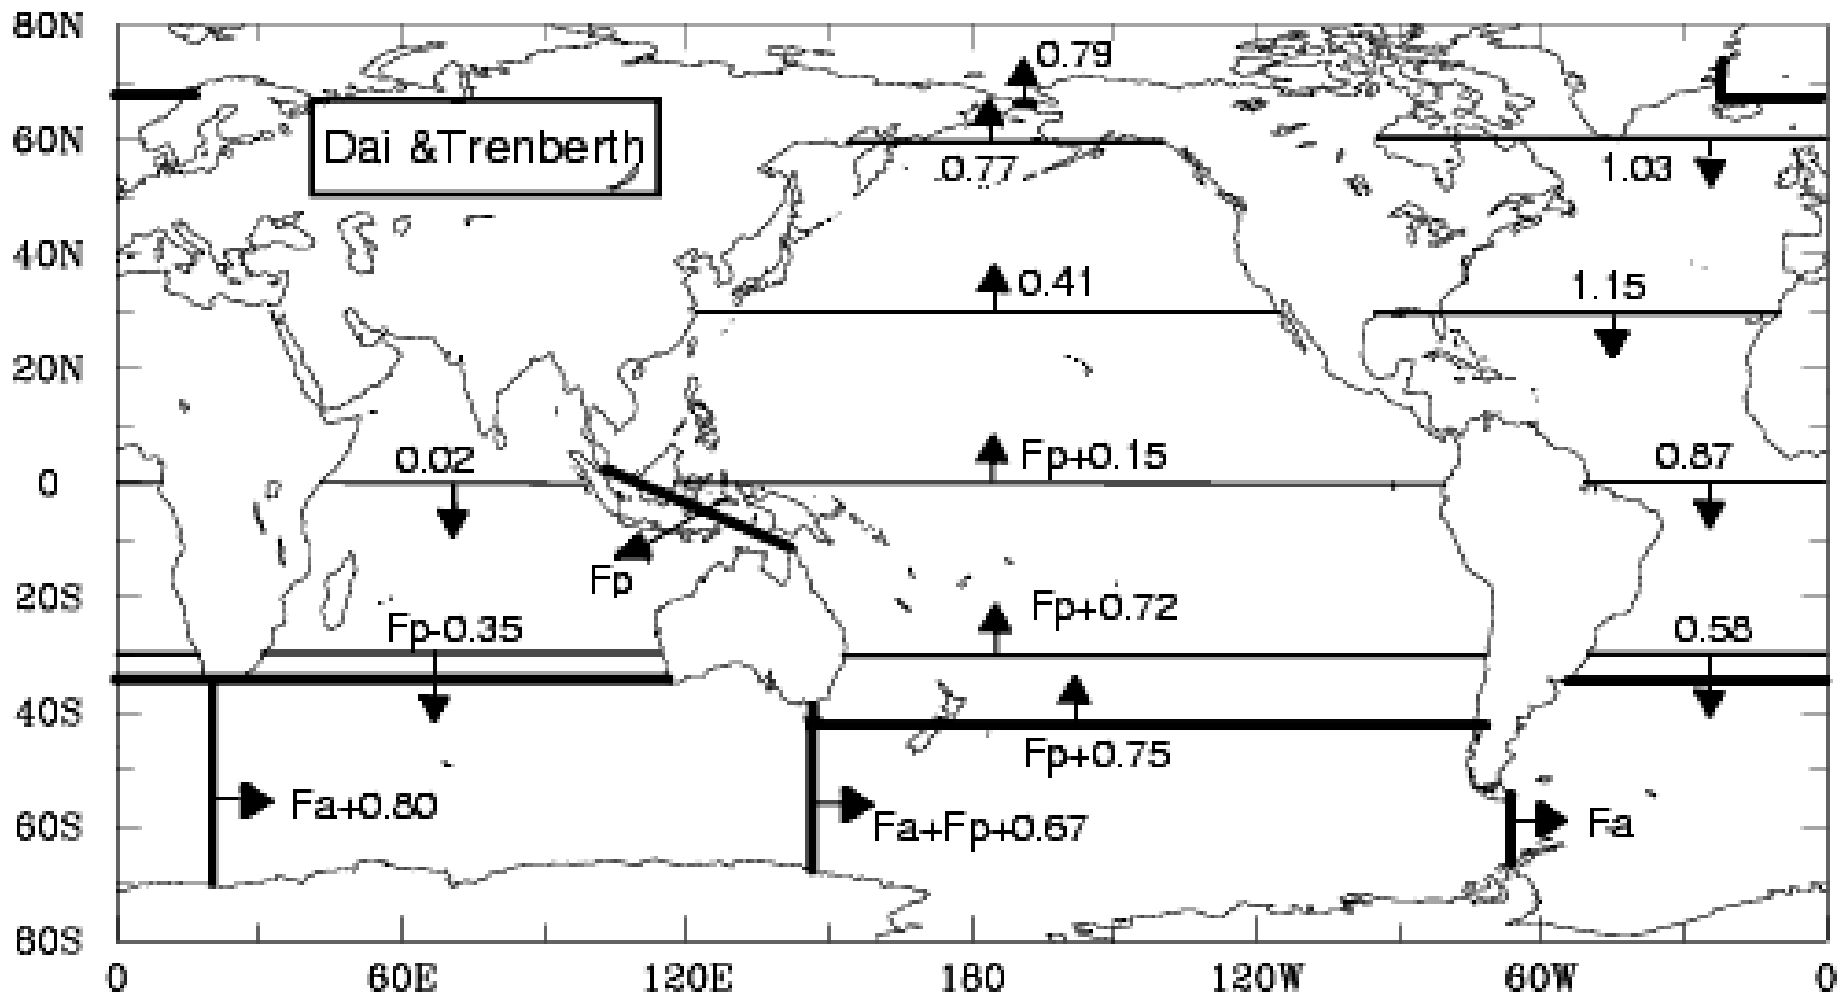 80N
0.79
60N
Dai &Trenberth
0.77
1.03
40N
0.41
1.15
20N
0.02
Fp+0.15
0.87
0
Fp
20S
Fp-0.35
Fp+0.72
0.58
40S
Fp+0.75
Fa+0.80
Fa+Fp+0.67
Fa
60S
80S
0 60E 120E 180 120W 60W 0